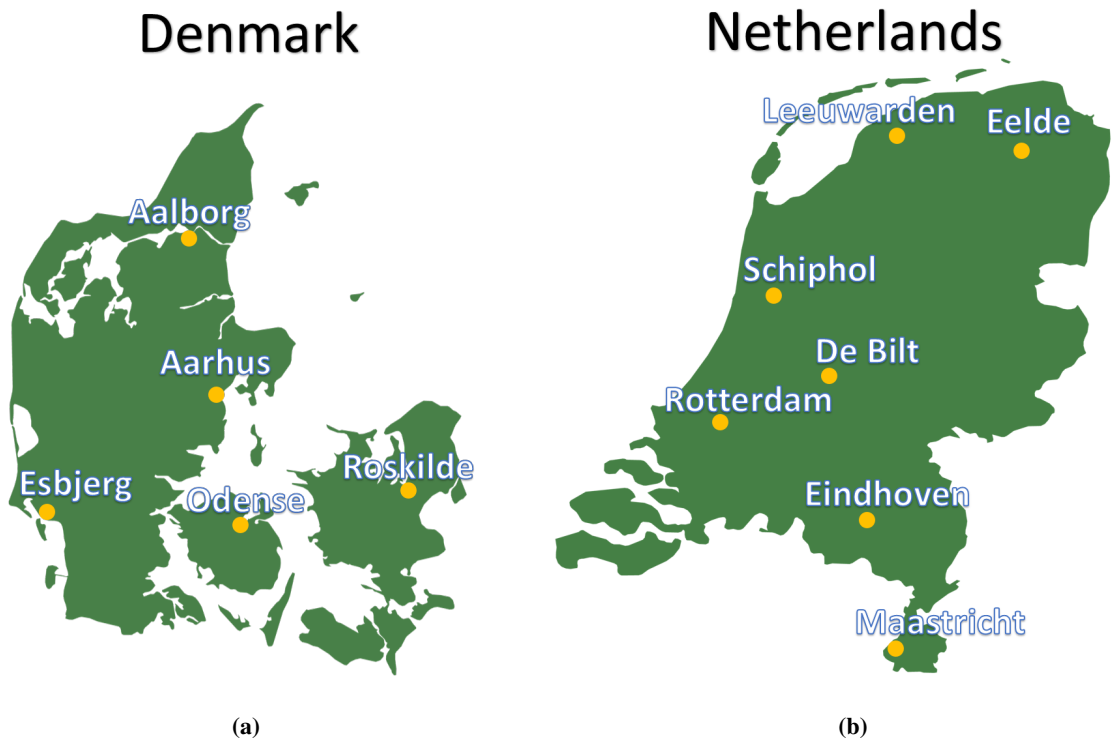 Denmark
Aalborg
Aarhus
Esbjerg
Odense
Roskilde
(a)
Netherlands
Leeuwarden
Eelde
Schiphol
De Bilt
Rotterdam
Eindhoven
Maastricht
(b)